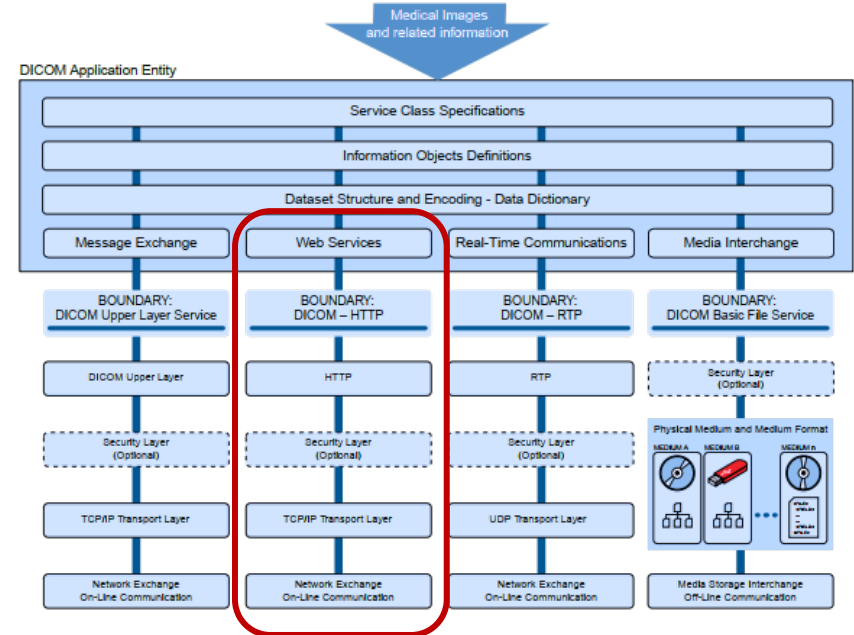 Medical Images
and related information
DICOM Application Entity
Service Class Specifications
Information Objects Definitions
Dataset Structure and Encoding - Data Dictionary
Message Exchange
Web Services
Real-Time Communications
Media Interchange
BOUNDARY:
DICOM Upper Layer Service
BOUNDARY:
DICOM – HTTP
BOUNDARY:
DICOM – RTP
BOUNDARY:
DICOM Basic File Service
DICOM Upper Layer
HTTP
RTP
Security Layer
(Optional)
Security Layer
(Optional)
Security Layer
(Optional)
Security Layer
(Optional)
Physical Medium and Medium Format
MEDIUM A
MEDIUM B
MEDIUM n
TCP/IP Transport Layer
TCP/IP Transport Layer
UDP Transport Layer
Network Exchange
On-Line Communication
Network Exchange
On-Line Communication
Network Exchange
On-Line Communication
Media Storage Interchange
Off-Line Communication